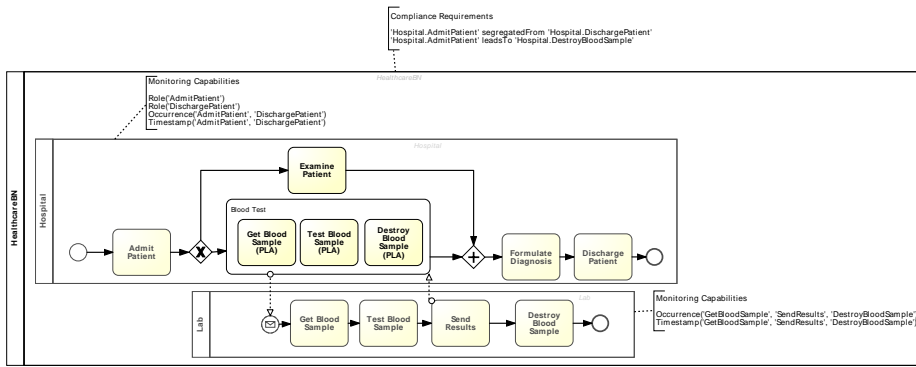 Compliance Requirements
'Hospital.AdmitPatient' segregatedFrom 'Hospital.DischargePatient'
'Hospital.AdmitPatient' leadsTo 'Hospital.DestroyBloodSample'
HealthcareBN
Monitoring Capabilities
Role('AdmitPatient')
Role('DischargePatient')
Occurrence('AdmitPatient', 'DischargePatient')
Timestamp('AdmitPatient', 'DischargePatient')
HealthcareBN
Hospital
Hospital
Examine
Patient
Blood Test
Get Blood
Sample
(PLA)
Test Blood
Sample
(PLA)
Destroy
Blood
Sample
(PLA)
Admit
Patient
X
Formulate
Diagnosis
Discharge
Patient
Lab
Lab
Get Blood
Sample
Test Blood
Sample
Send
Results
Destroy
Blood
Sample
Monitoring Capabilities
Occurrence('GetBloodSample', 'SendResults', 'DestroyBloodSample')
Timestamp('GetBloodSample', 'SendResults', 'DestroyBloodSample')